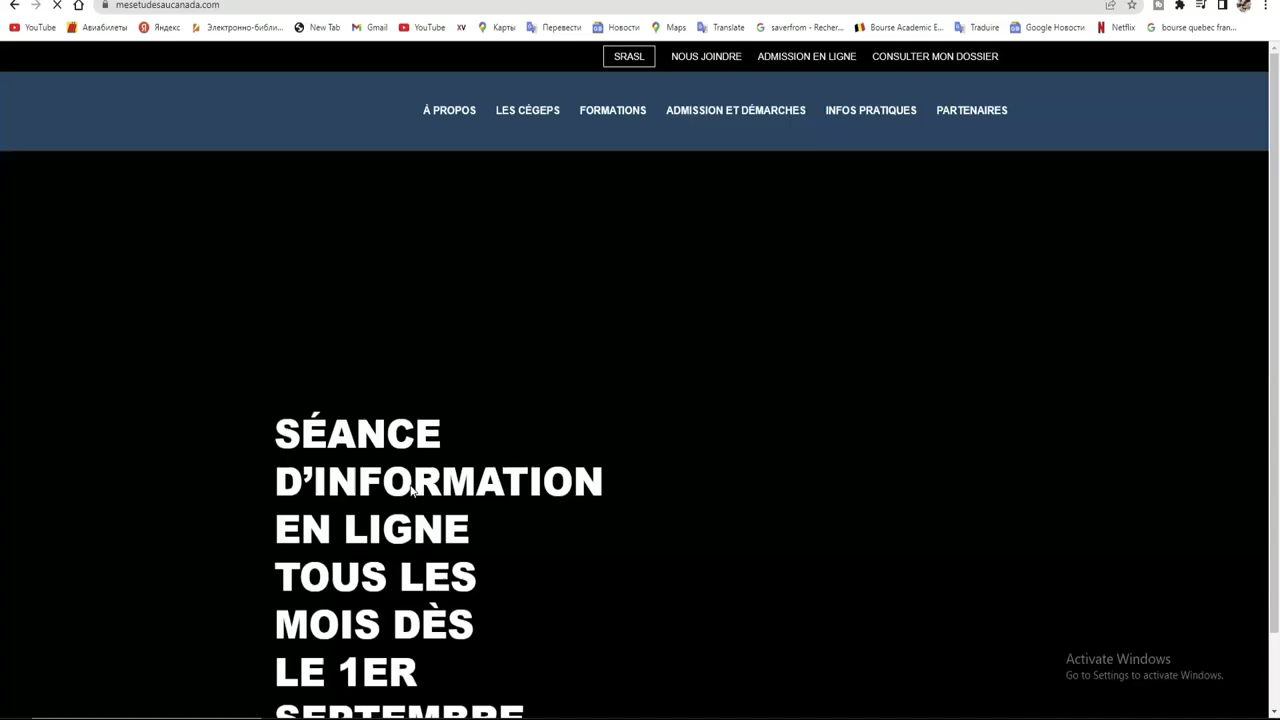 mesetudesaucanada.com
YouTube Авиабилеты Яндекс Электронно-библи... New Tab Gmail YouTube XV Карты Перевести Новости Maps Translate saverfrom - Recher... Bourse Academic E... Traduire Google Новости Netflix bourse quebec fran...
SRASL NOUS JOINDRE ADMISSION EN LIGNE CONSULTER MON DOSSIER
À PROPOS LES CÉGEPS FORMATIONS ADMISSION ET DÉMARCHES INFOS PRATIQUES PARTENAIRES
SÉANCE
D'INFORMATION
EN LIGNE
TOUS LES
MOIS DÈS
LE 1ER
SEPTEMBRE
Activate Windows
Go to Settings to activate Windows.